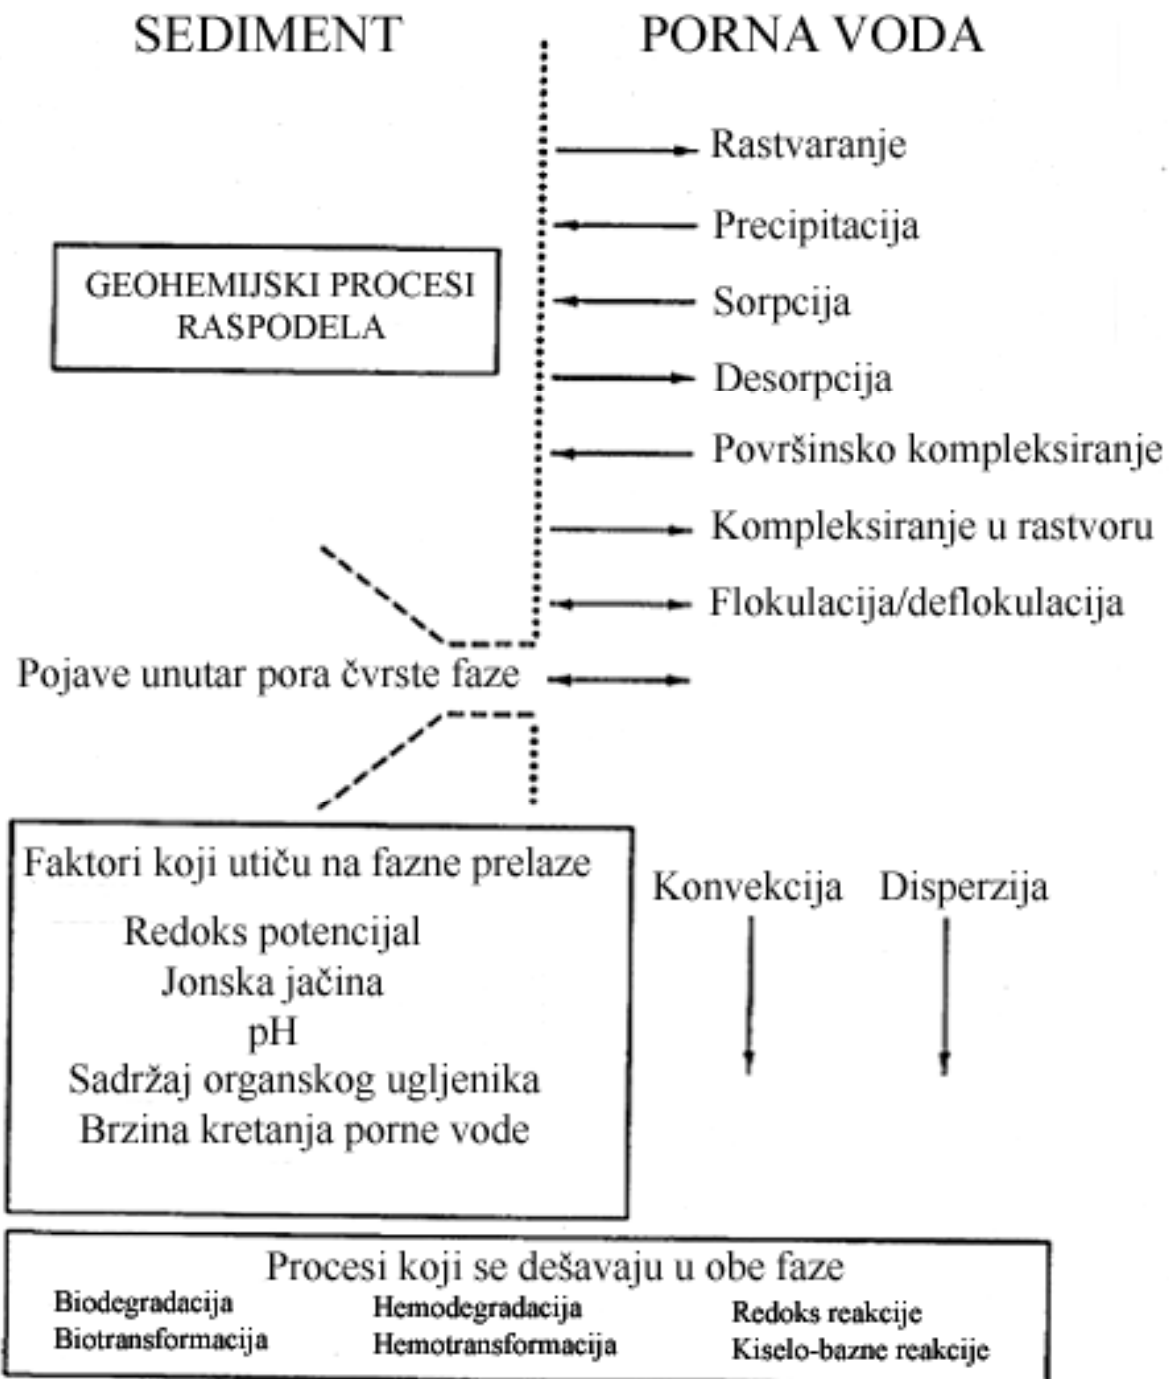 SEDIMENT
PORNA VODA
Rastvaranje
Precipitacija
GEOHEMIJSKI PROCESI
RASPODELA
Sorpcija
Desorpcija
Površinsko kompleksiranje
Kompleksiranje u rastvoru
Flokulacija/deflokulacija
Pojave unutar pora čvrste faze
Faktori koji utiču na fazne prelaze
Redoks potencijal
Jonska jačina
pH
Sadržaj organskog ugljenika
Brzina kretanja porne vode
Konvekcija
Disperzija
Procesi koji se dešavaju u obe faze
Biodegradacija
Biotransformacija
Hemodegradacija
Hemotransformacija
Redoks reakcije
Kiselo-bazne reakcije